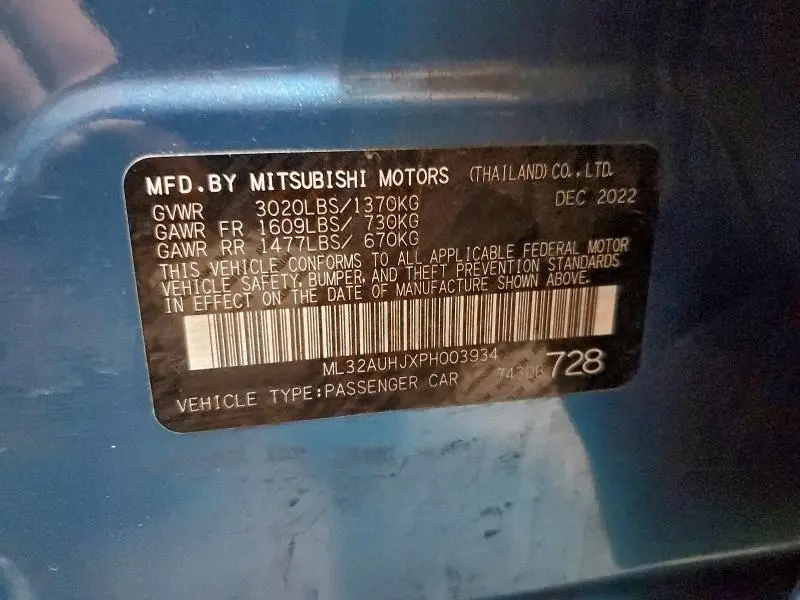 MFD.BY MITSUBISHI MOTORS (THAILAND) CO.,LTD.
GVWR 3020LBS/1370KG DEC 2022
GAWR FR 1609LBS/ 730KG
GAWR RR 1477LBS/ 670KG
THIS VEHICLE CONFORMS TO ALL APPLICABLE FEDERAL MOTOR
VEHICLE SAFETY, BUMPER, AND THEFT PREVENTION STANDARDS
IN EFFECT ON THE DATE OF MANUFACTURE SHOWN ABOVE.
ML32AUHJXPH003934
VEHICLE TYPE:PASSENGER CAR 728